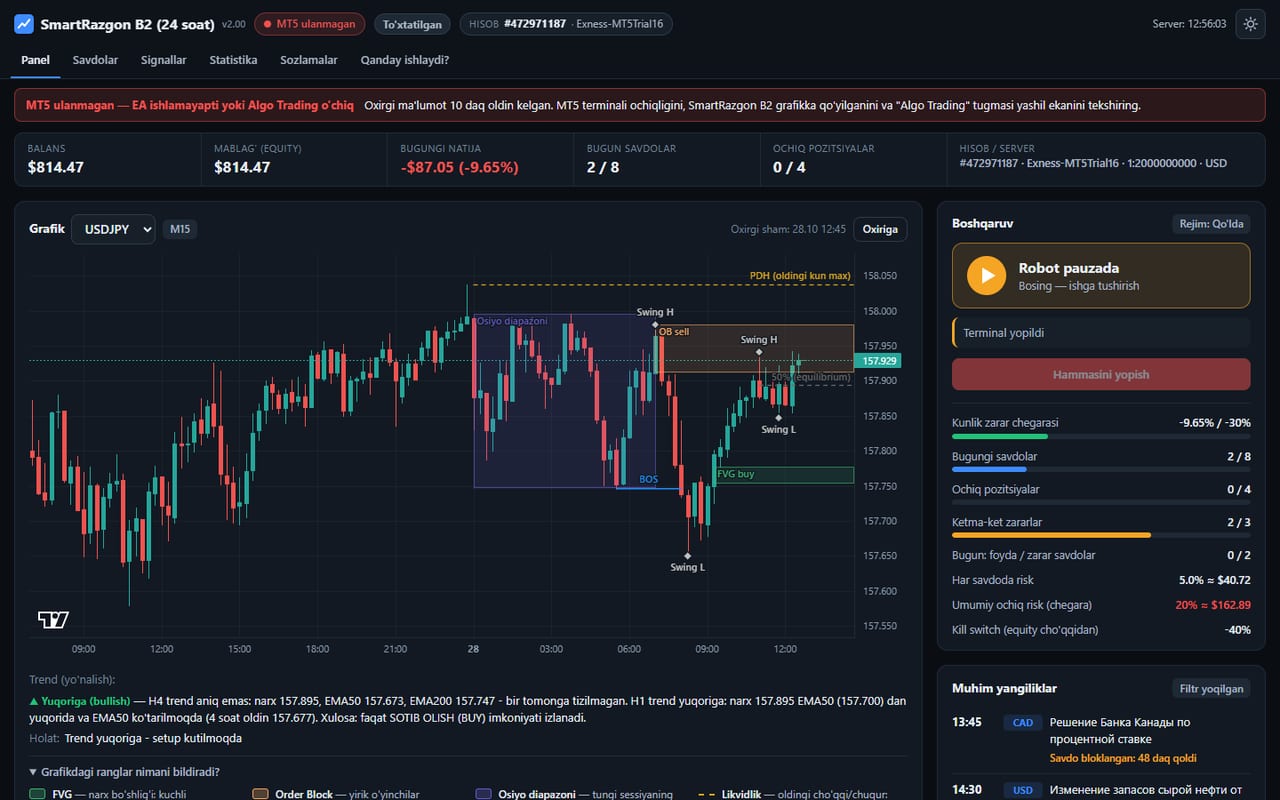 SmartRazgon B2 (24 soat) v2.00 MT5 ulanmagan To'xtatilgan HISOB #472971187 · Exness-MT5Trial16 Server: 12:56:03
Panel Savdolar Signallar Statistika Sozlamalar Qanday ishlaydi?
MT5 ulanmagan — EA ishlamayapti yoki Algo Trading o'chiq Oxirgi ma'lumot 10 daq oldin kelgan. MT5 terminali ochiqligini, SmartRazgon B2 grafikka qo'yilganini va "Algo Trading" tugmasi yashil ekanini tekshiring.
BALANS
$814.47
MABLAG' (EQUITY)
$814.47
BUGUNGI NATIJA
-$87.05 (-9.65%)
BUGUN SAVDOLAR
2 / 8
OCHIQ POZITSIYALAR
0 / 4
HISOB / SERVER
#472971187 · Exness-MT5Trial16 · 1:2000000000 · USD
Grafik USDJPY M15 Oxirgi sham: 28.10 12:45 Oxiriga
PDH (oldingi kun max)
Osiyo diapazoni
Swing H
OB sell
Swing H
50% (equilibrium)
Swing L
FVG buy
BOS
Swing L
158.050
158.000
157.950
157.929
157.900
157.850
157.800
157.750
157.700
157.650
157.600
157.550
09:00 12:00 15:00 18:00 21:00 28 03:00 06:00 09:00 12:00
Trend (yo'nalish):
▲ Yuqoriga (bullish) — H4 trend aniq emas: narx 157.895, EMA50 157.673, EMA200 157.747 - bir tomonga tizilmagan. H1 trend yuqoriga: narx 157.895 EMA50 (157.700) dan
yuqorida va EMA50 ko'tarilmoqda (4 soat oldin 157.677). Xulosa: faqat SOTIB OLISH (BUY) imkoniyati izlanadi.
Holat: Trend yuqoriga - setup kutilmoqda
▼ Grafikdagi ranglar nimani bildiradi?
FVG — narx bo'shlig'i: kuchli Order Block — yirik o'yinchilar Osiyo diapazoni — tungi sessiyaning Likvidlik — oldingi cho'qqi/chuqur:
Boshqaruv Rejim: Qo'lda
Robot pauzada
Bosing — ishga tushirish
Terminal yopildi
Hammasini yopish
Kunlik zarar chegarasi -9.65% / -30%
Bugungi savdolar 2 / 8
Ochiq pozitsiyalar 0 / 4
Ketma-ket zararlar 2 / 3
Bugun: foyda / zarar savdolar 0 / 2
Har savdoda risk 5.0% ≈ $40.72
Umumiy ochiq risk (chegara) 20% ≈ $162.89
Kill switch (equity cho'qqidan) -40%
Muhim yangiliklar Filtr yoqilgan
13:45 CAD Решение Банка Канады по
процентной ставке
Savdo bloklangan: 48 daq qoldi
14:30 USD Изменение запасов сырой нефти от